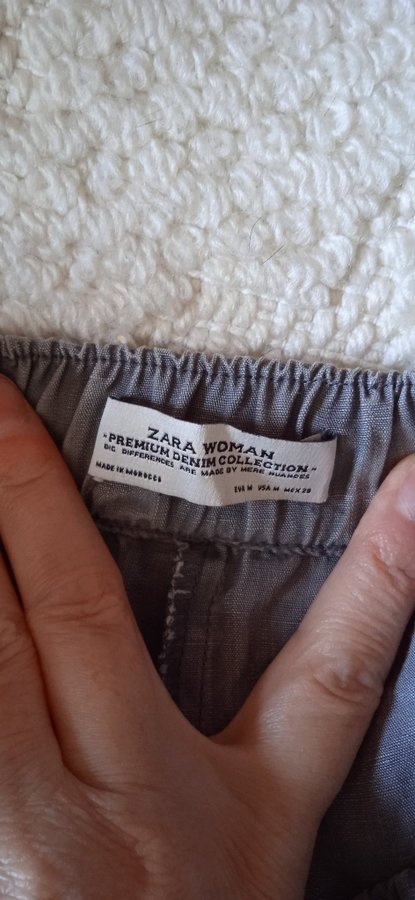 ZARA WOMAN
"PREMIUM DENIM COLLECTION"
BIG DIFFERENCES ARE MADE BY MERE NUANCES
MADE IN MOROCCO
EUR M USA M MEX 28